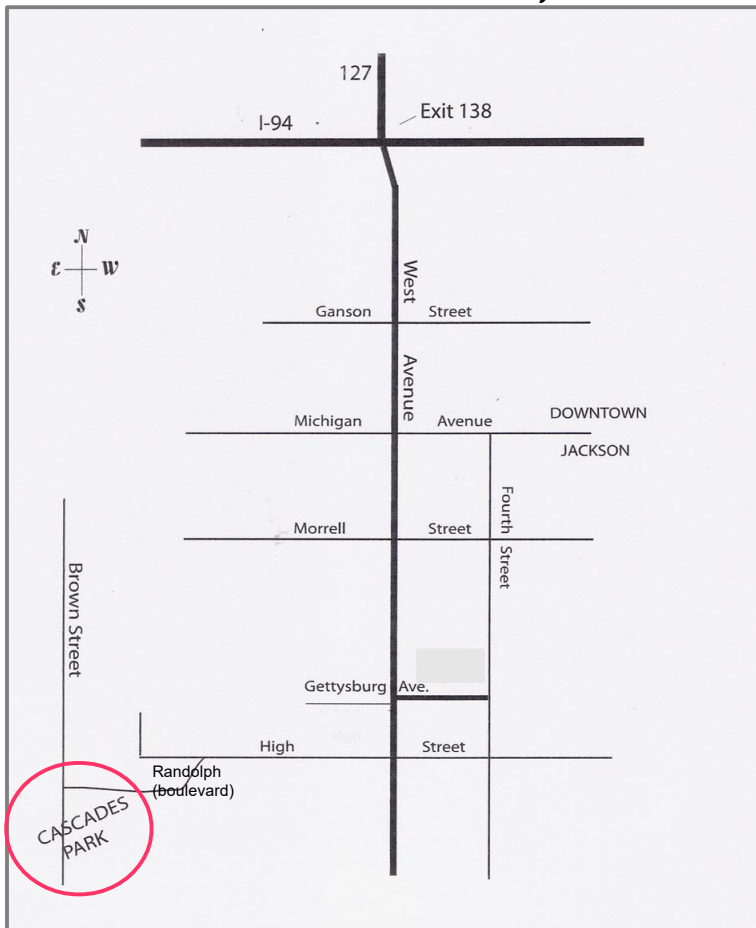 127
Exit 138
I-94
N
E W
S
West
Ganson Street
Avenue
Michigan Avenue
DOWNTOWN
JACKSON
Fourth
Morrell Street
Street
Brown Street
Gettysburg Ave.
High Street
Randolph
(boulevard)
CASCADES
PARK